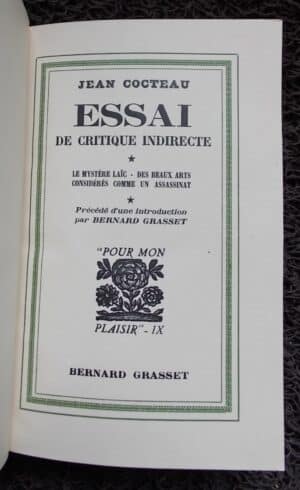 JEAN COCTEAU
ESSAI
DE CRITIQUE INDIRECTE
★
LE MYSTÈRE LAÏC - DES BEAUX ARTS
CONSIDÉRÉS COMME UN ASSASSINAT
★
Précédé d'une introduction
par BERNARD GRASSET
"POUR MON
PLAISIR" - IX
BERNARD GRASSET